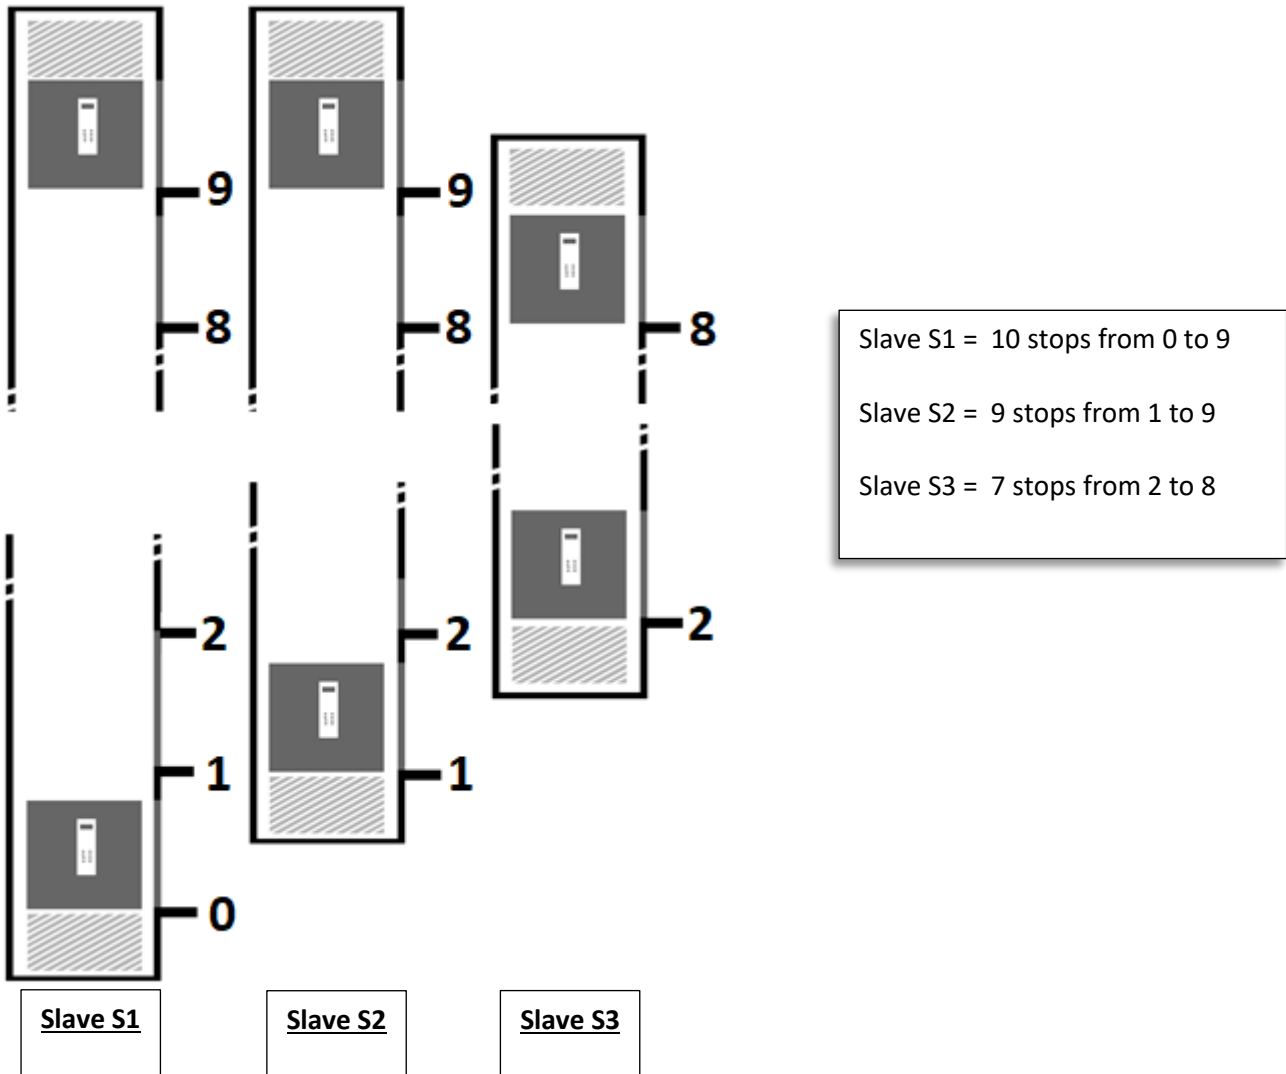 9
9
8
8
8
Slave S1 = 10 stops from 0 to 9
Slave S2 = 9 stops from 1 to 9
Slave S3 = 7 stops from 2 to 8
2
2
2
1
1
0
Slave S1
Slave S2
Slave S3